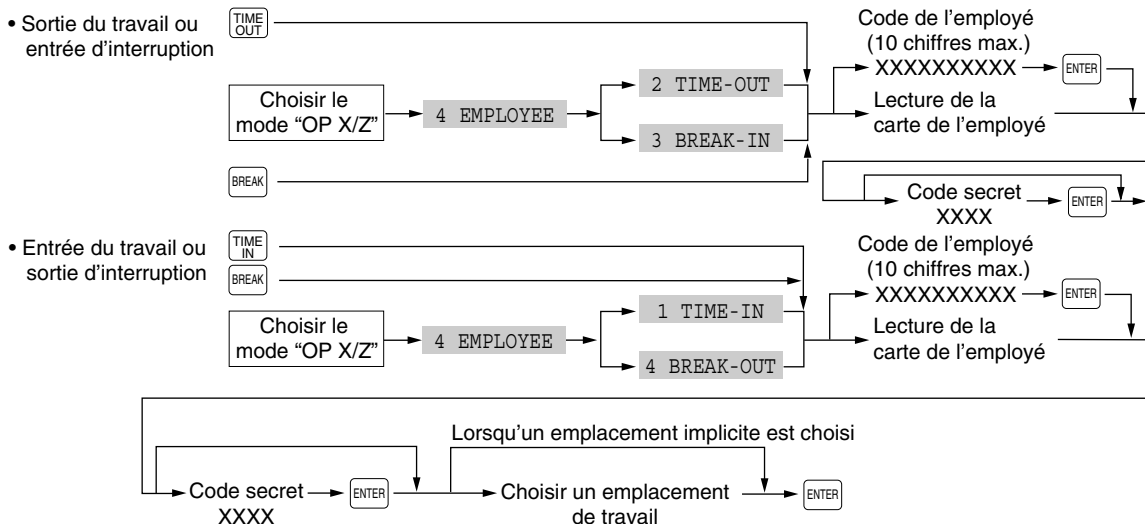 • Sortie du travail ou
entrée d'interruption
TIME
OUT
Choisir le
mode "OP X/Z"
4 EMPLOYEE
2 TIME-OUT
3 BREAK-IN
BREAK
Code de l'employé
(10 chiffres max.)
XXXXXXXXXX
ENTER
Lecture de la
carte de l'employé
Code secret
XXXX
ENTER
• Entrée du travail ou
sortie d'interruption
TIME
IN
BREAK
Choisir le
mode "OP X/Z"
4 EMPLOYEE
1 TIME-IN
4 BREAK-OUT
Code de l'employé
(10 chiffres max.)
XXXXXXXXXX
ENTER
Lecture de la
carte de l'employé
Code secret
XXXX
ENTER
Lorsqu'un emplacement implicite est choisi
Choisir un emplacement
de travail
ENTER